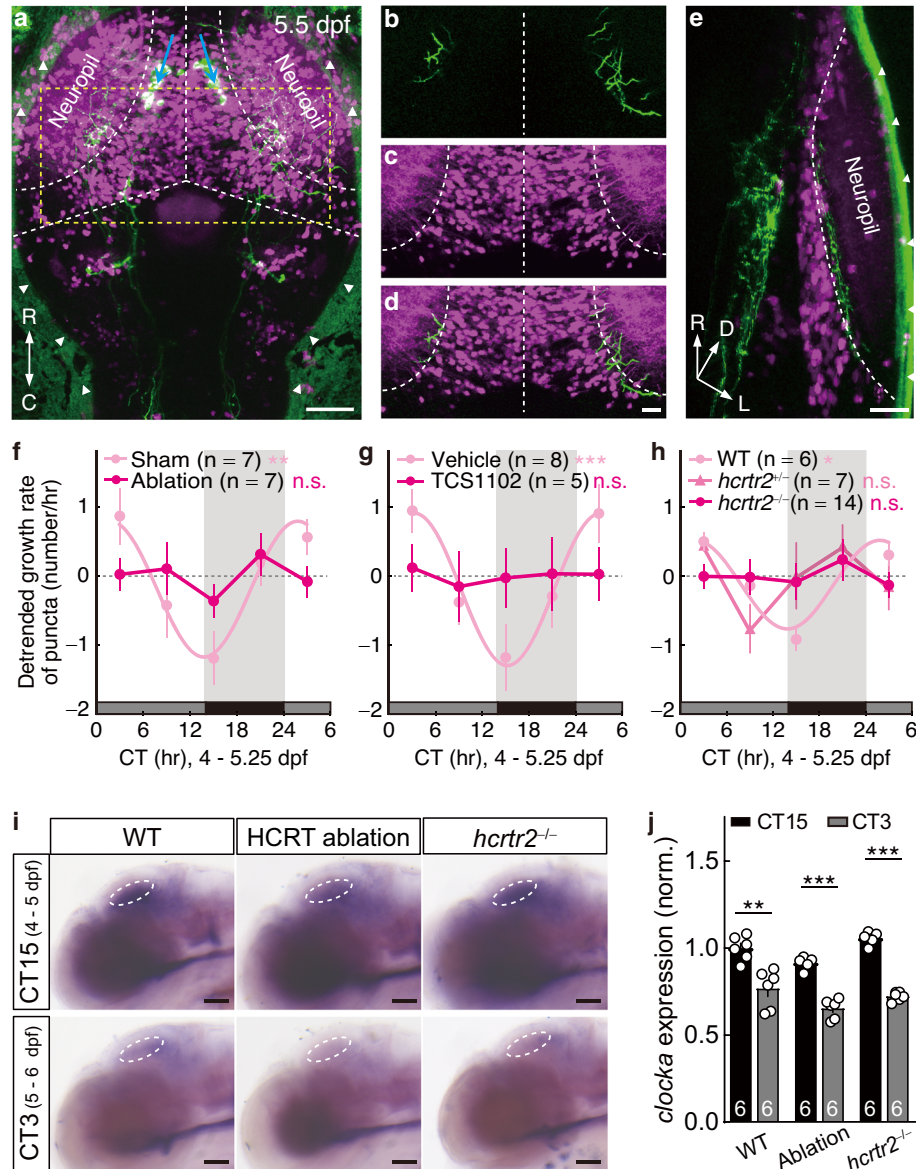 a
5.5 dpf
Neuropil
Neuropil
R
C
b
c
d
e
Neuropil
R
D
L
f
Sham (n = 7) **
Ablation (n = 7) n.s.
Detrended growth rate
of puncta (number/hr)
1
0
−1
−2
0 6 12 18 24 6
CT (hr), 4 - 5.25 dpf
g
Vehicle (n = 8) ***
TCS1102 (n = 5) n.s.
1
0
−1
−2
0 6 12 18 24 6
CT (hr), 4 - 5.25 dpf
h
WT (n = 6) *
hcrtr2+/− (n = 7) n.s.
hcrtr2−/− (n = 14) n.s.
1
0
−1
−2
0 6 12 18 24 6
CT (hr), 4 - 5.25 dpf
i
WT HCRT ablation hcrtr2−/−
CT15 (4 - 5 dpf)
CT3 (5 - 6 dpf)
j
CT15 CT3
clocka expression (norm.)
1.5
1.0
0.5
0.0
** *** ***
6 6 6 6 6 6
WT Ablation hcrtr2−/−